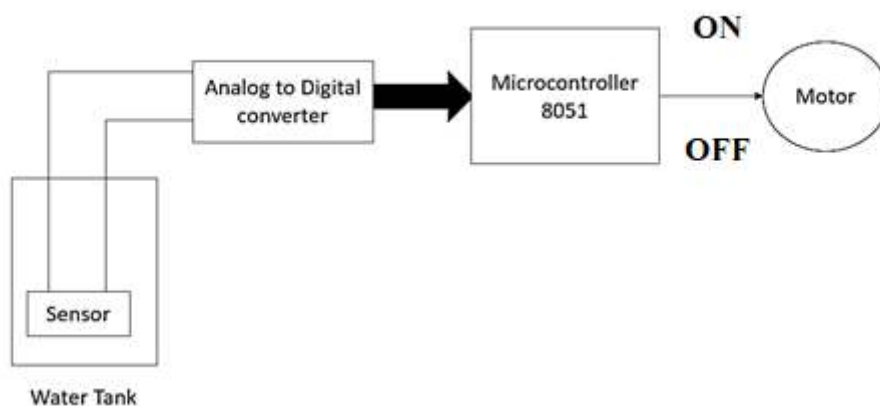 ON
Analog to Digital
converter
Microcontroller
8051
Motor
OFF
Sensor
Water Tank